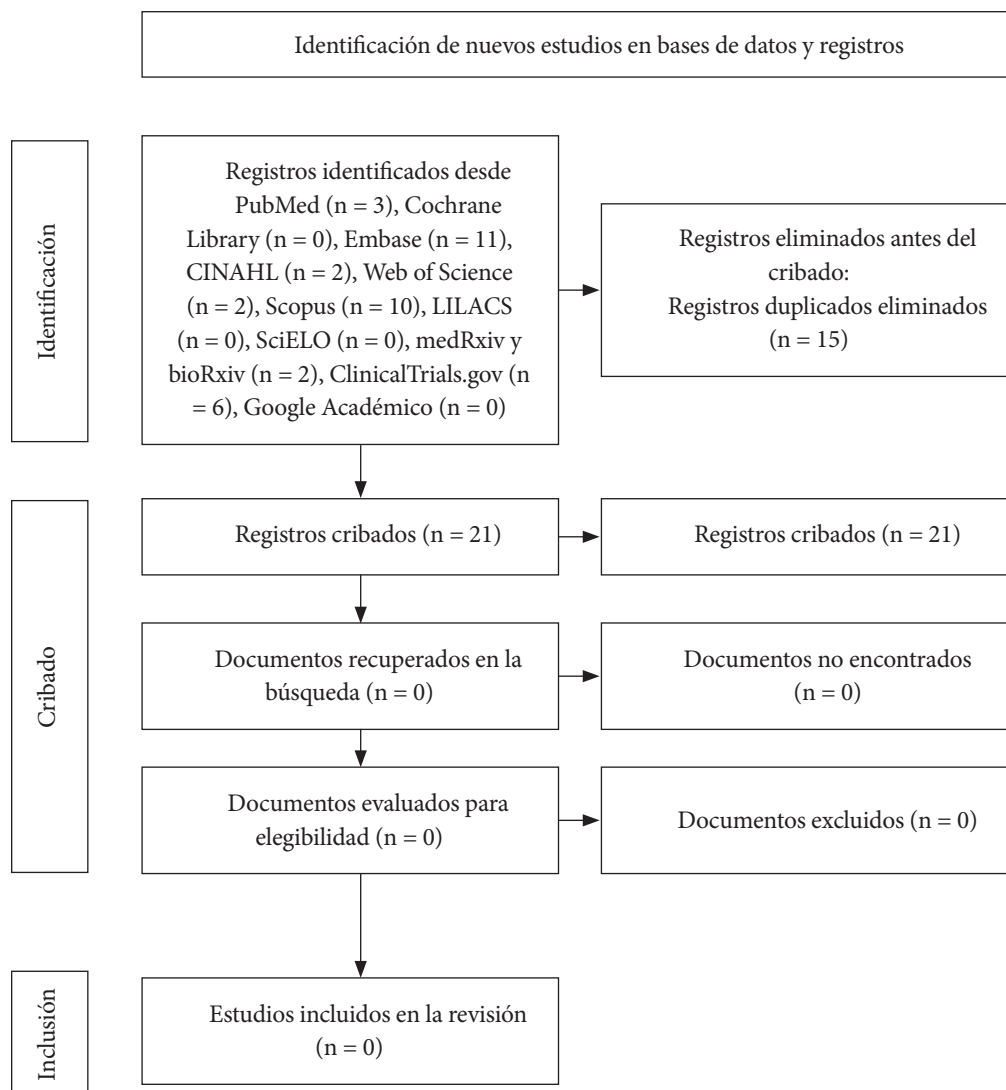 Identificación de nuevos estudios en bases de datos y registros
Identificación
Registros identificados desde
PubMed (n = 3), Cochrane
Library (n = 0), Embase (n = 11),
CINAHL (n = 2), Web of Science
(n = 2), Scopus (n = 10), LILACS
(n = 0), SciELO (n = 0), medRxiv y
bioRxiv (n = 2), ClinicalTrials.gov (n
= 6), Google Académico (n = 0)
Registros eliminados antes del
cribado:
Registros duplicados eliminados
(n = 15)
Cribado
Registros cribados (n = 21)
Registros cribados (n = 21)
Documentos recuperados en la
búsqueda (n = 0)
Documentos no encontrados
(n = 0)
Documentos evaluados para
elegibilidad (n = 0)
Documentos excluidos (n = 0)
Inclusión
Estudios incluidos en la revisión
(n = 0)